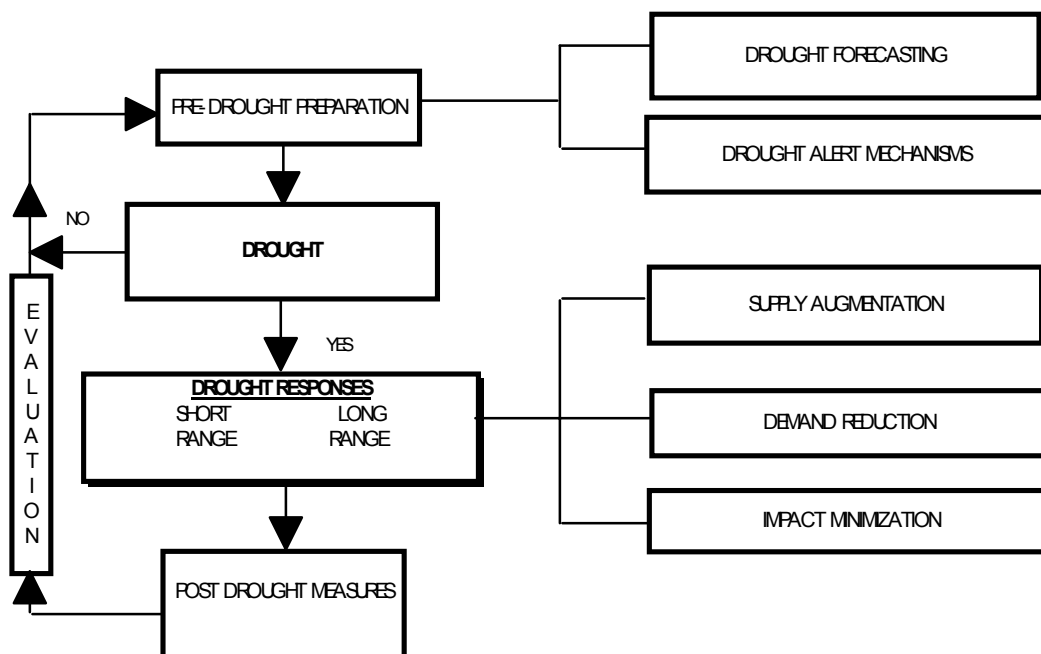 DROUGHT FORECASTING
PRE-DROUGHT PREPARATION
DROUGHT ALERT MECHANISMS
NO
DROUGHT
SUPPLY AUGMENTATION
YES
DROUGHT RESPONSES
SHORT LONG
RANGE RANGE
DEMAND REDUCTION
IMPACT MINIMIZATION
EVALUATION
POST DROUGHT MEASURES